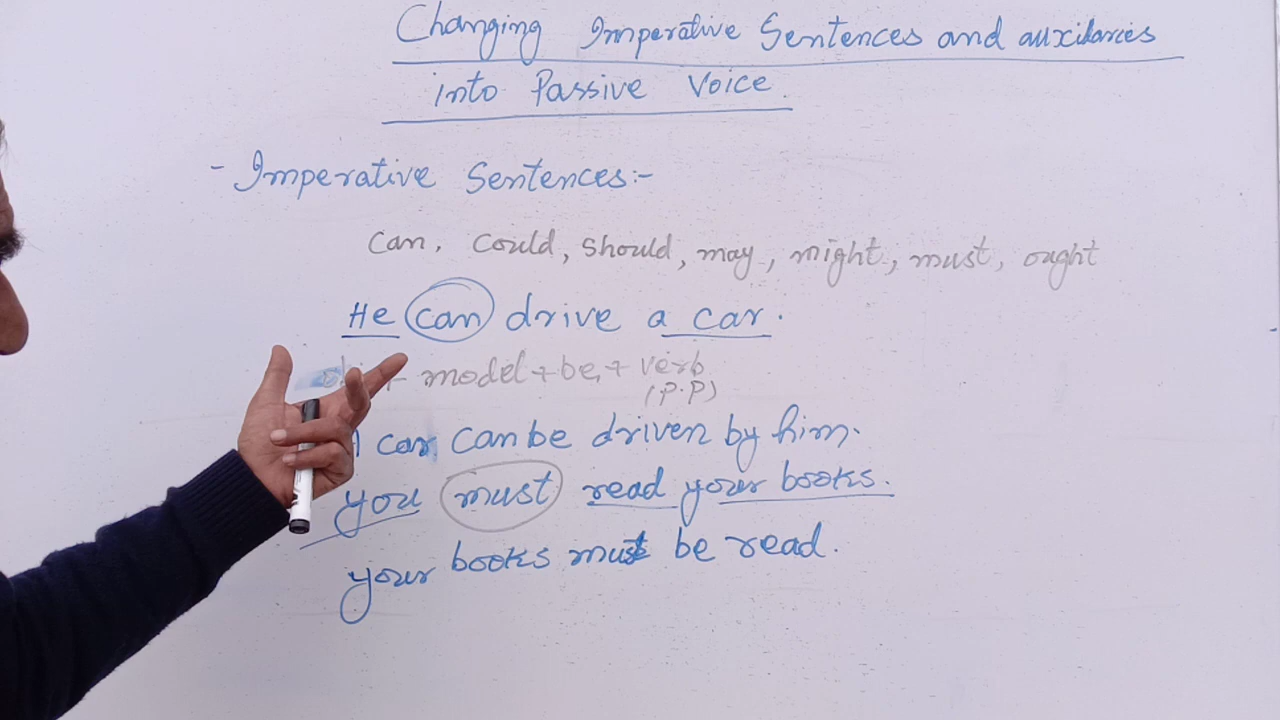 Changing Imperative Sentences and auxilaries
into Passive Voice.
- Imperative Sentences:-
can, could, should, may, might, must, ought
He can drive a car.
+ model + be + verb
(P.P)
A car can be driven by him.
you must read your books.
your books must be read.